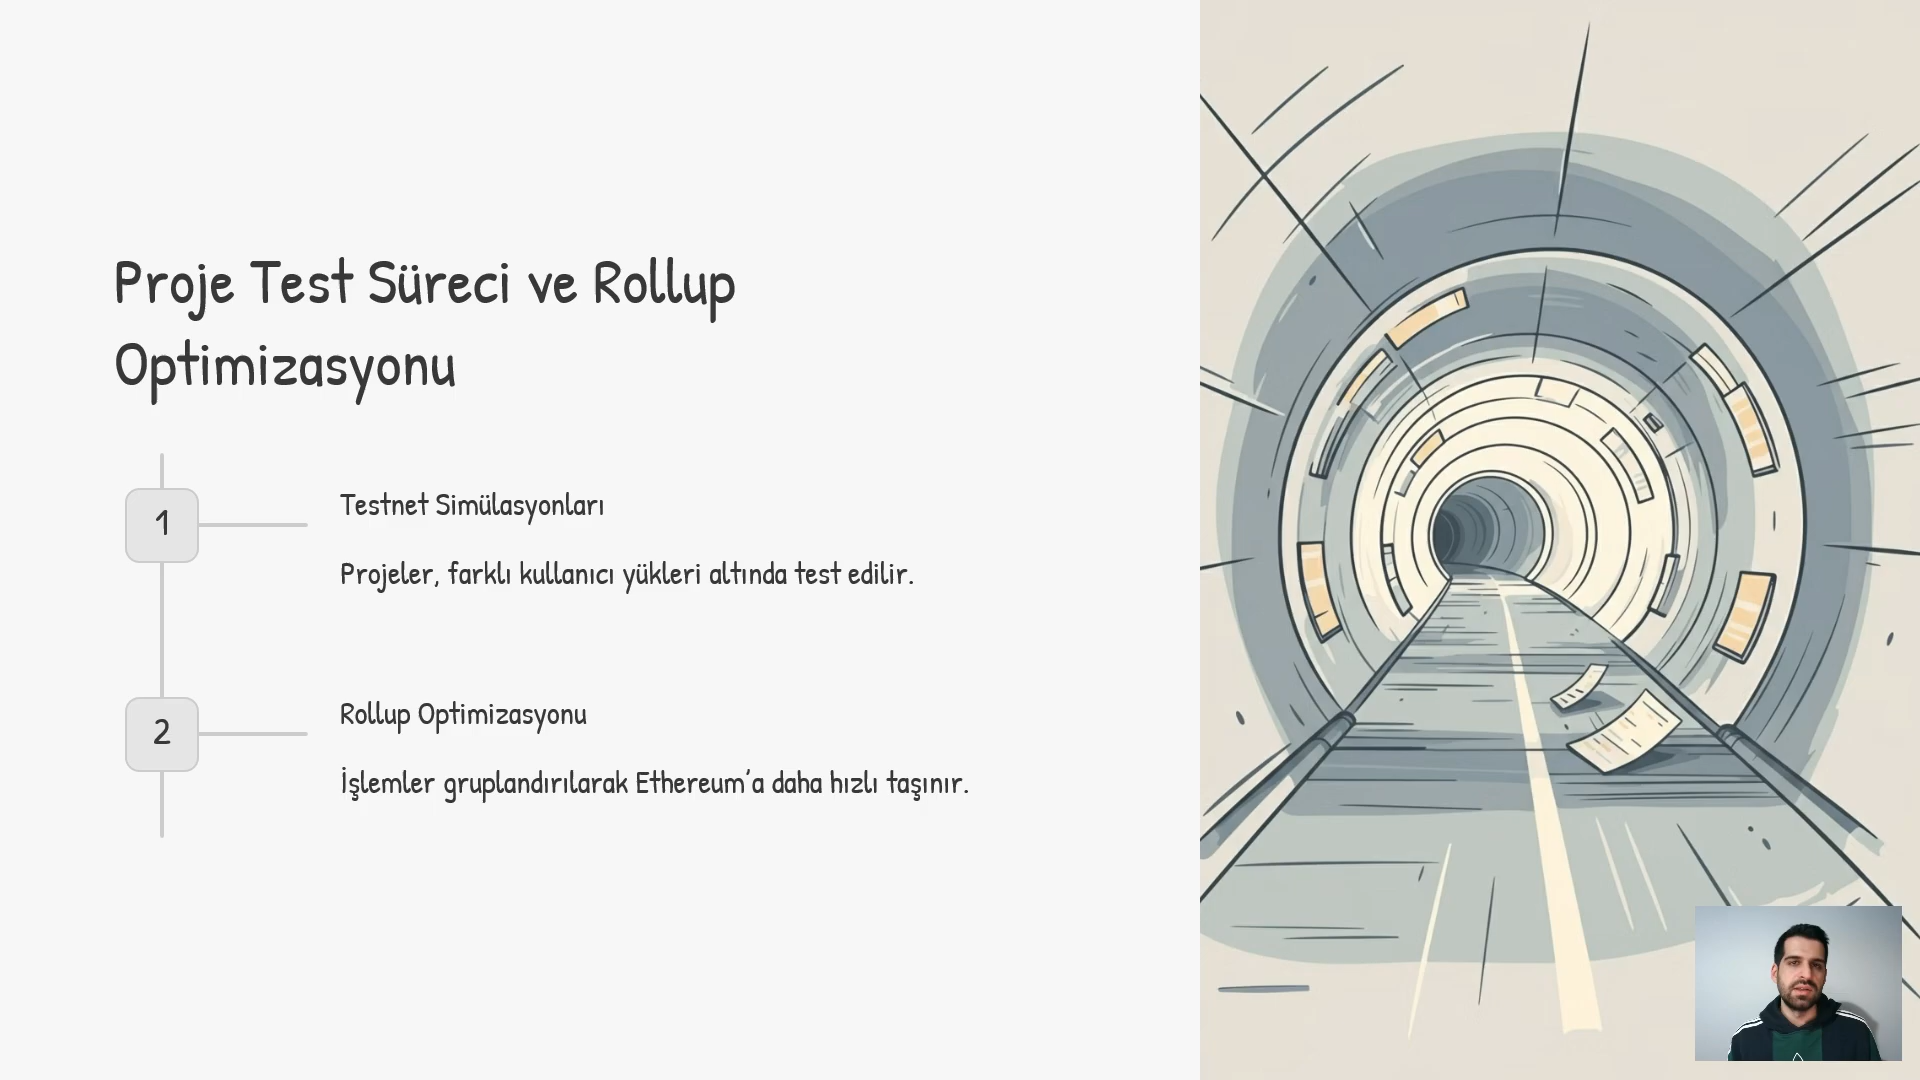 Proje Test Süreci ve Rollup
Optimizasyonu
1
Testnet Simülasyonları
Projeler, farklı kullanıcı yükleri altında test edilir.
2
Rollup Optimizasyonu
İşlemler gruplandırılarak Ethereum'a daha hızlı taşınır.